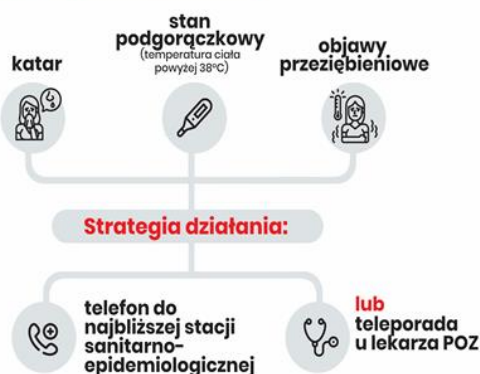 katar
stan
podgorączkowy
(temperatura ciała
powyżej 38°C)
objawy
przeziębieniowe
Strategia działania:
telefon do
najbliższej stacji
sanitarno-
epidemiologicznej
lub
teleporada
u lekarza POZ